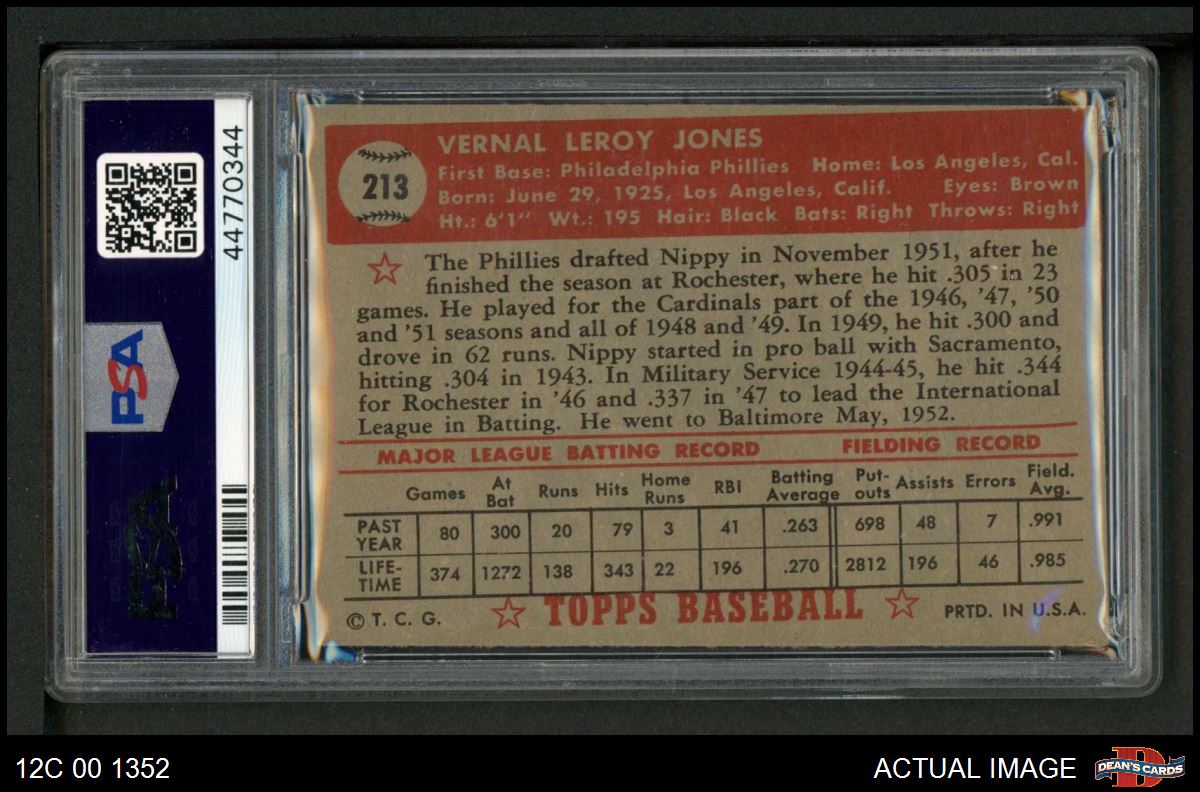 PSA
44770344
213
VERNAL LEROY JONES
First Base: Philadelphia Phillies Home: Los Angeles, Cal.
Born: June 29, 1925, Los Angeles, Calif. Eyes: Brown
Ht.: 6'1" Wt.: 195 Hair: Black Bats: Right Throws: Right
The Phillies drafted Nippy in November 1951, after he
finished the season at Rochester, where he hit .305 in 23
games. He played for the Cardinals part of the 1946, '47, '50
and '51 seasons and all of 1948 and '49. In 1949, he hit .300 and
drove in 62 runs. Nippy started in pro ball with Sacramento,
hitting .304 in 1943. In Military Service 1944-45, he hit .344
for Rochester in '46 and .337 in '47 to lead the International
League in Batting. He went to Baltimore May, 1952.
MAJOR LEAGUE BATTING RECORD FIELDING RECORD
Games At Bat Runs Hits Home Runs RBI Batting Average Put-outs Assists Errors Field. Avg.
PAST YEAR 80 300 20 79 3 41 .263 698 48 7 .991
LIFE-TIME 374 1272 138 343 22 196 .270 2812 196 46 .985
© T. C. G. TOPPS BASEBALL PRTD. IN U.S.A.
PSA
12C 00 1352
ACTUAL IMAGE
DEAN'S CARDS